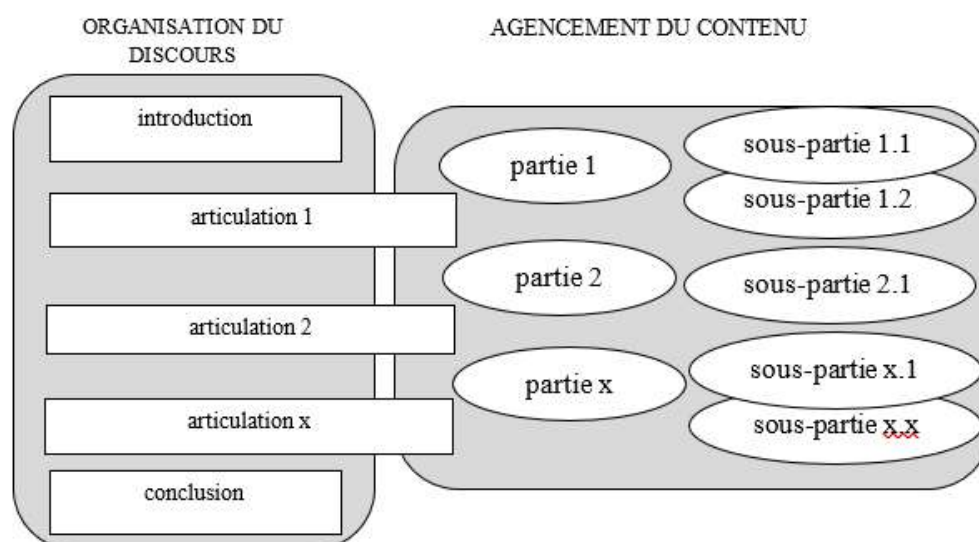 ORGANISATION DU
DISCOURS
introduction
articulation 1
articulation 2
articulation x
conclusion
AGENCEMENT DU CONTENU
partie 1
sous-partie 1.1
sous-partie 1.2
partie 2
sous-partie 2.1
partie x
sous-partie x.1
sous-partie x.x